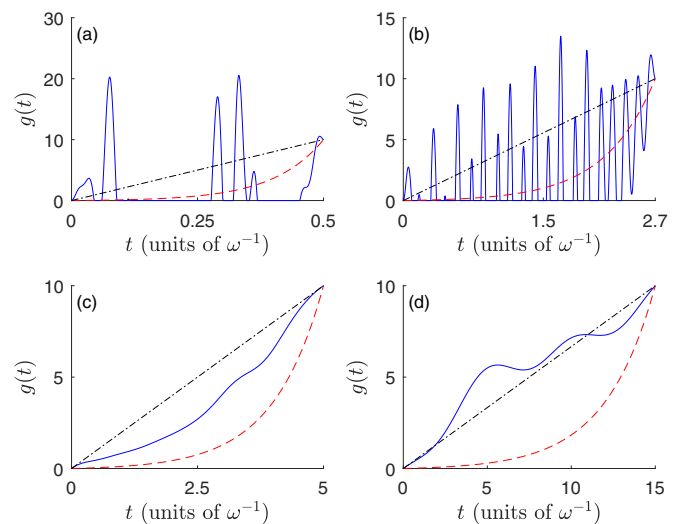 (a)
30
20
10
0
g(t)
0
0.25
0.5
t (units of ω⁻¹)
(b)
15
10
5
0
g(t)
0
1.5
2.7
t (units of ω⁻¹)
(c)
10
5
0
g(t)
0
2.5
5
t (units of ω⁻¹)
(d)
10
5
0
g(t)
0
5
10
15
t (units of ω⁻¹)